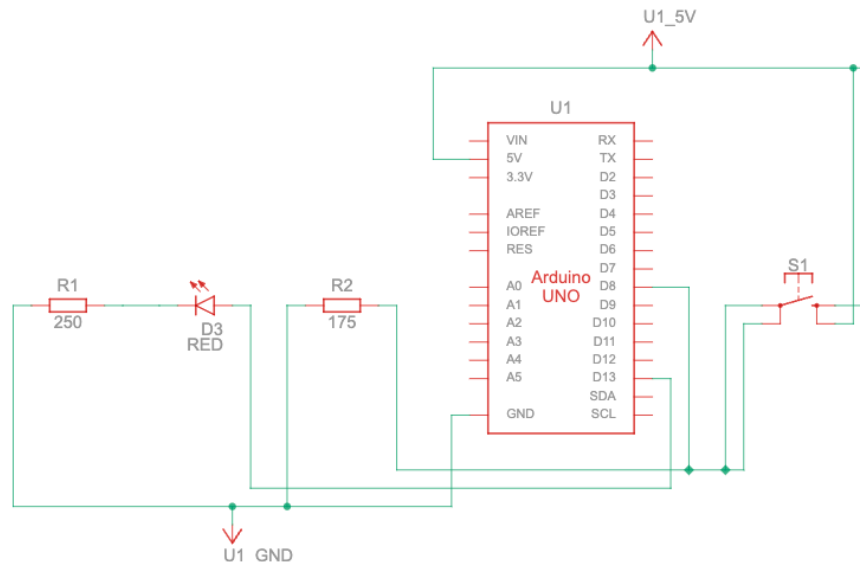 U1_5V
U1
VIN RX
5V TX
3.3V D2
D3
AREF D4
IOREF D5
RES D6
D7
A0 D8
A1 D9
A2 D10
A3 D11
A4 D12
A5 D13
SDA
GND SCL
Arduino
UNO
S1
R1
250
D3
RED
R2
175
U1 GND